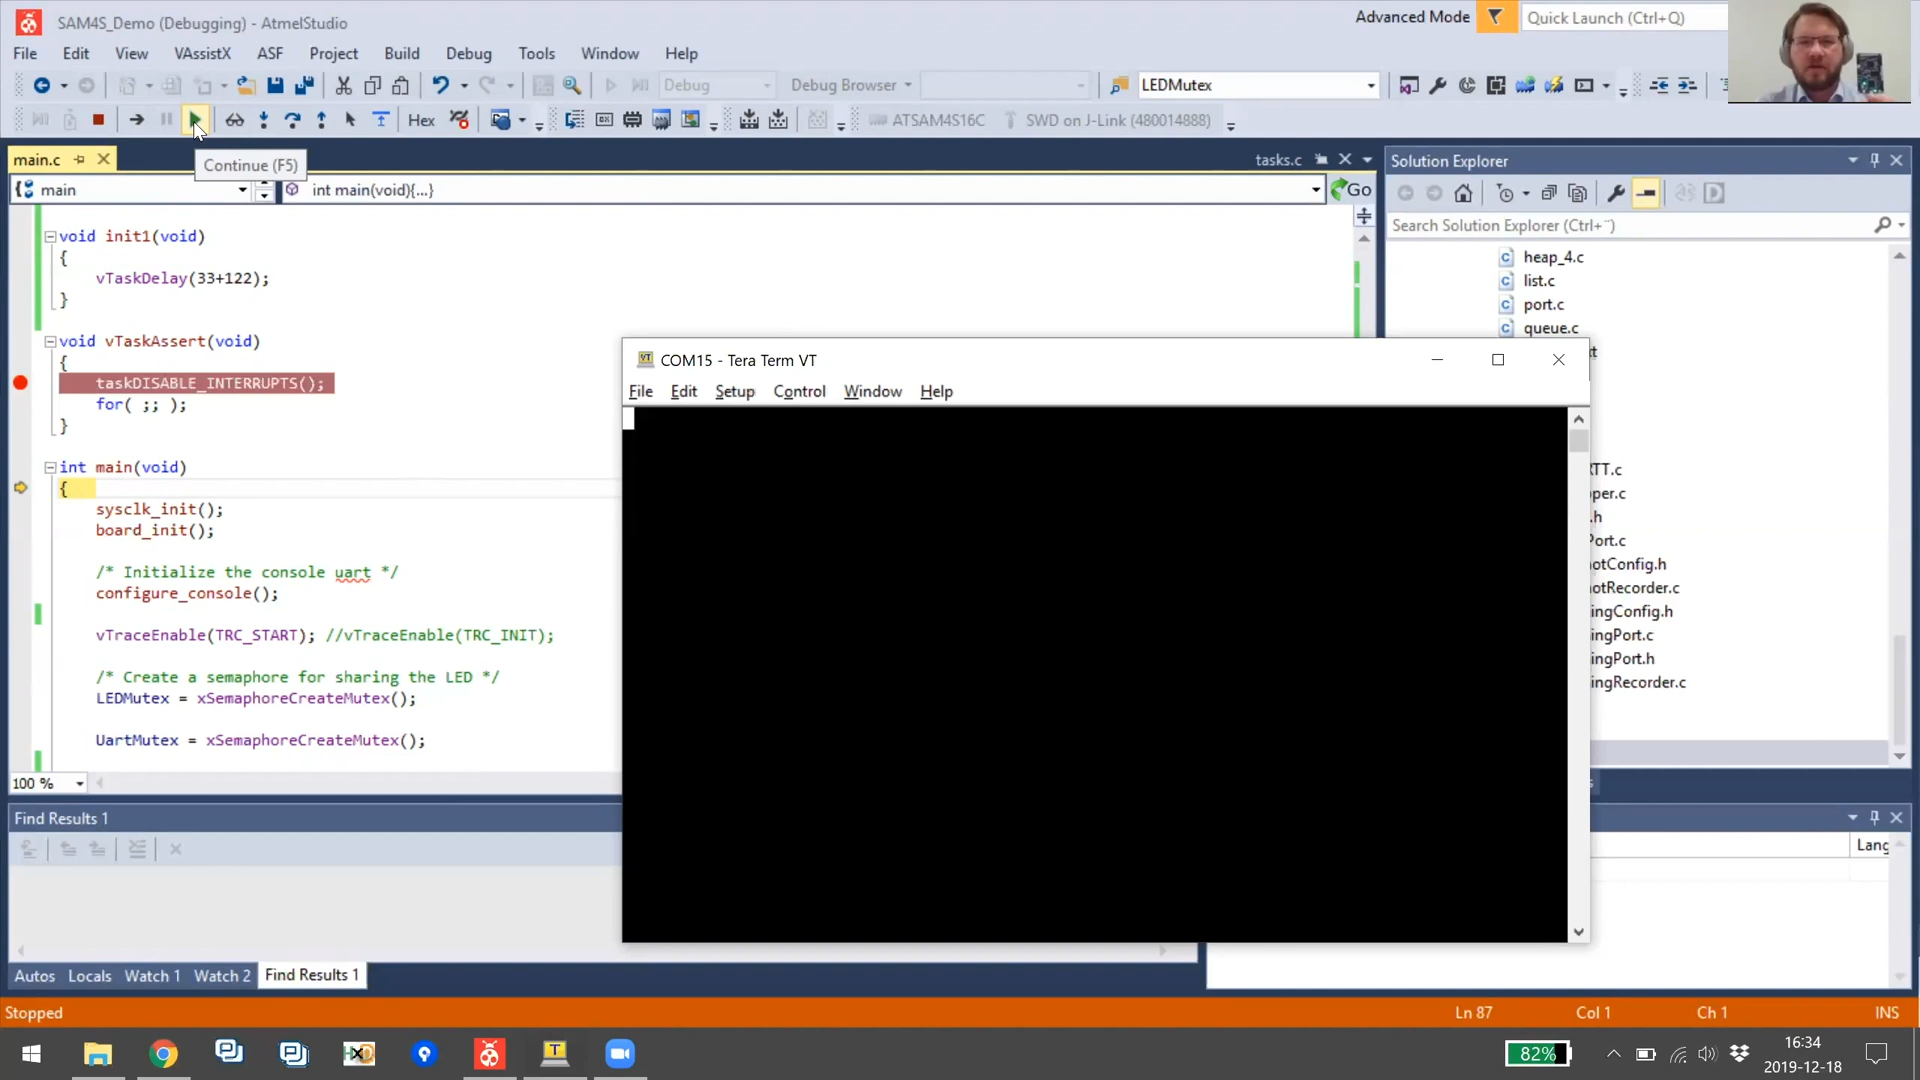 SAM4S_Demo (Debugging) - AtmelStudio
Advanced Mode
Quick Launch (Ctrl+Q)
File Edit View VAssistX ASF Project Build Debug Tools Window Help
Debug
Debug Browser
LEDMutex
Hex
ATSAM4S16C
SWD on J-Link (480014888)
main.c
Continue (F5)
tasks.c
Solution Explorer
main
int main(void){...}
Go
Search Solution Explorer (Ctrl+¨)
void init1(void)
{
vTaskDelay(33+122);
}
void vTaskAssert(void)
{
taskDISABLE_INTERRUPTS();
for( ;; );
}
int main(void)
{
sysclk_init();
board_init();
/* Initialize the console uart */
configure_console();
vTraceEnable(TRC_START); //vTraceEnable(TRC_INIT);
/* Create a semaphore for sharing the LED */
LEDMutex = xSemaphoreCreateMutex();
UartMutex = xSemaphoreCreateMutex();
100 %
heap_4.c
list.c
port.c
queue.c
COM15 - Tera Term VT
File Edit Setup Control Window Help
TT.c
per.c
.h
Port.c
otConfig.h
otRecorder.c
ingConfig.h
ingPort.c
ingPort.h
ingRecorder.c
Find Results 1
Lang
Autos Locals Watch 1 Watch 2 Find Results 1
Stopped
Ln 87
Col 1
Ch 1
INS
82%
16:34
2019-12-18